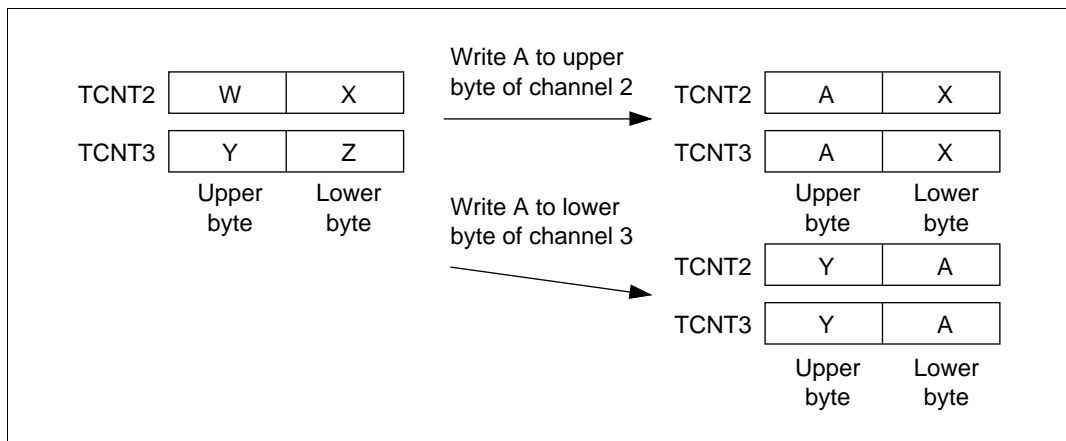 Write A to upper
byte of channel 2
TCNT2 W X
TCNT3 Y Z
Upper byte
Lower byte
TCNT2 A X
TCNT3 A X
Upper byte
Lower byte
Write A to lower
byte of channel 3
TCNT2 Y A
TCNT3 Y A
Upper byte
Lower byte